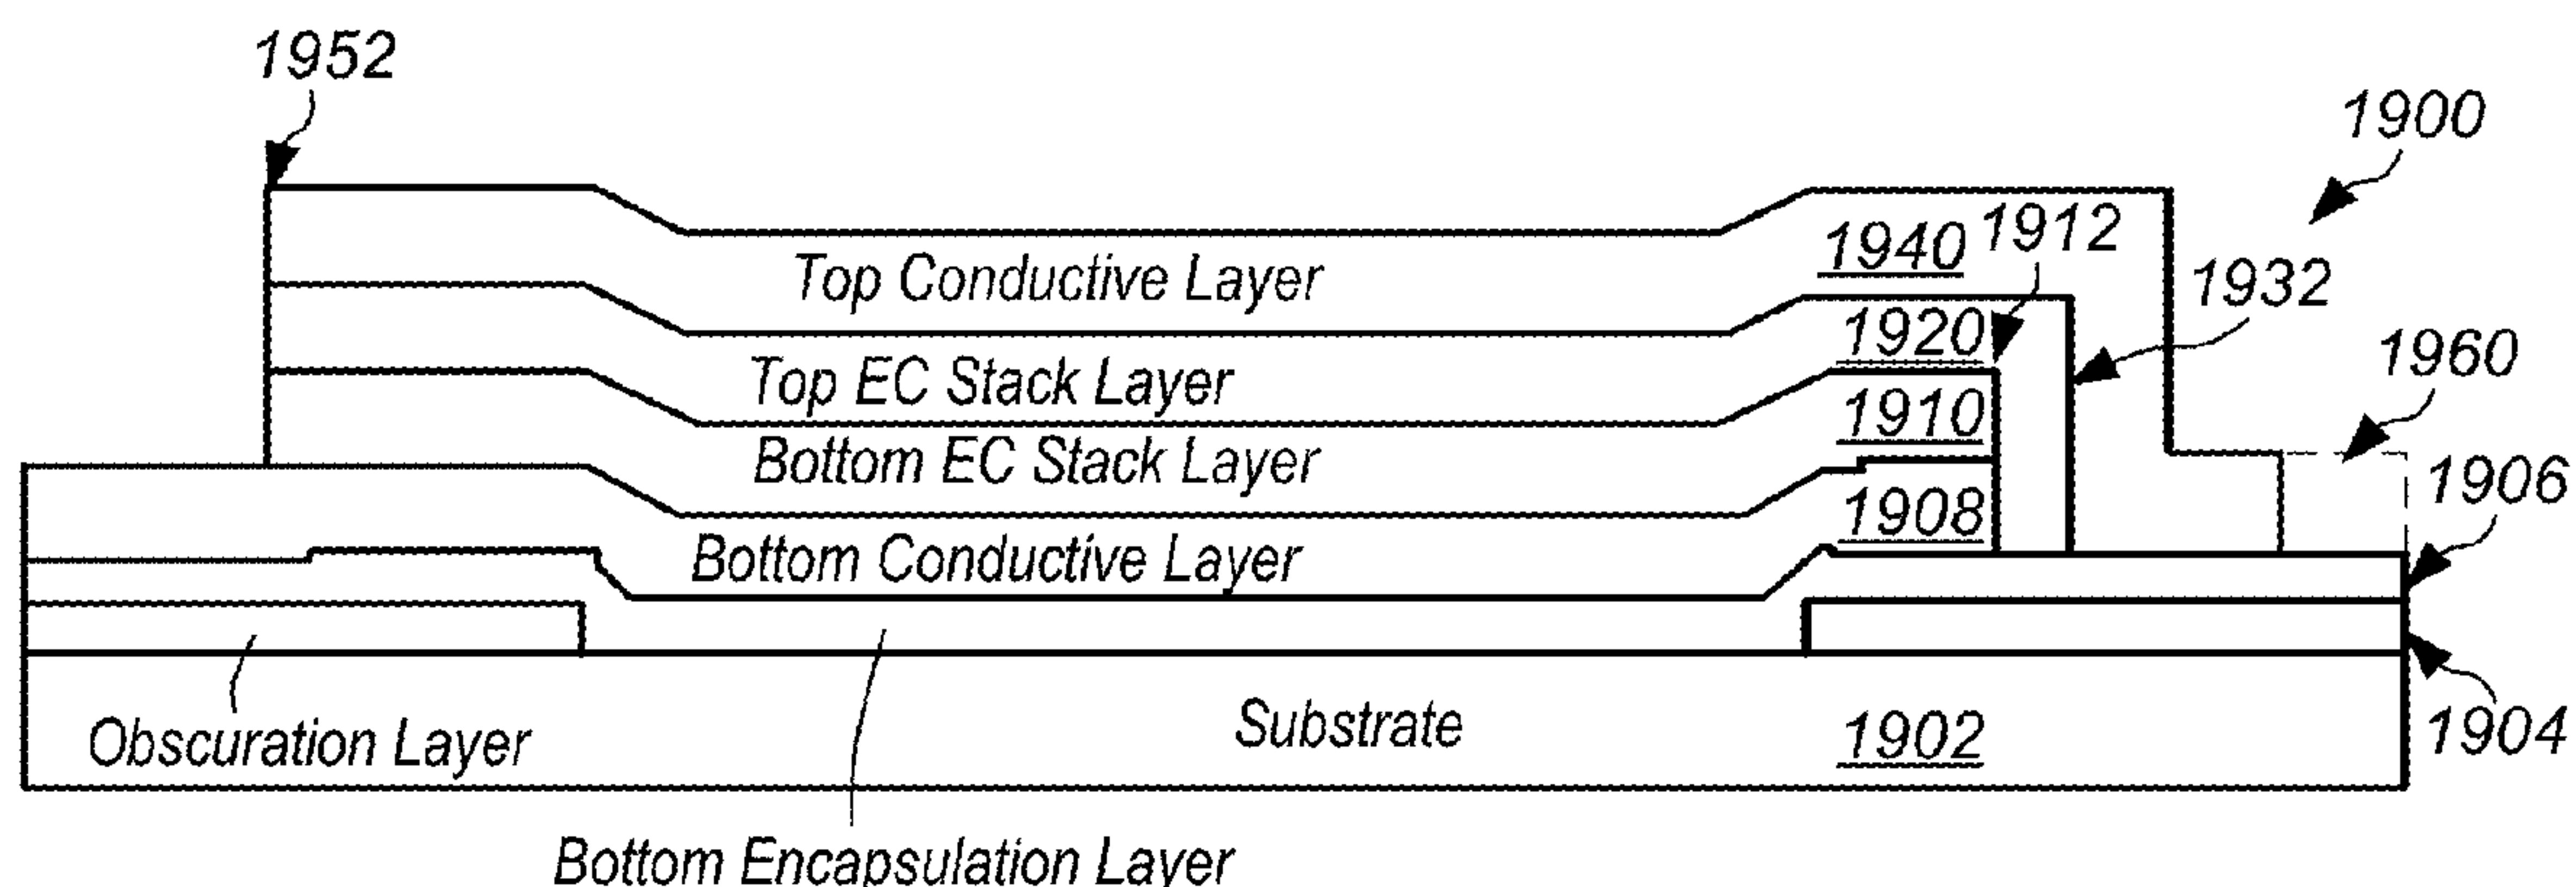 1952
1900
1912
1940
Top Conductive Layer
1932
1920
1960
Top EC Stack Layer
1910
Bottom EC Stack Layer
1906
1908
Bottom Conductive Layer
Obscuration Layer
Substrate
1902
1904
Bottom Encapsulation Layer